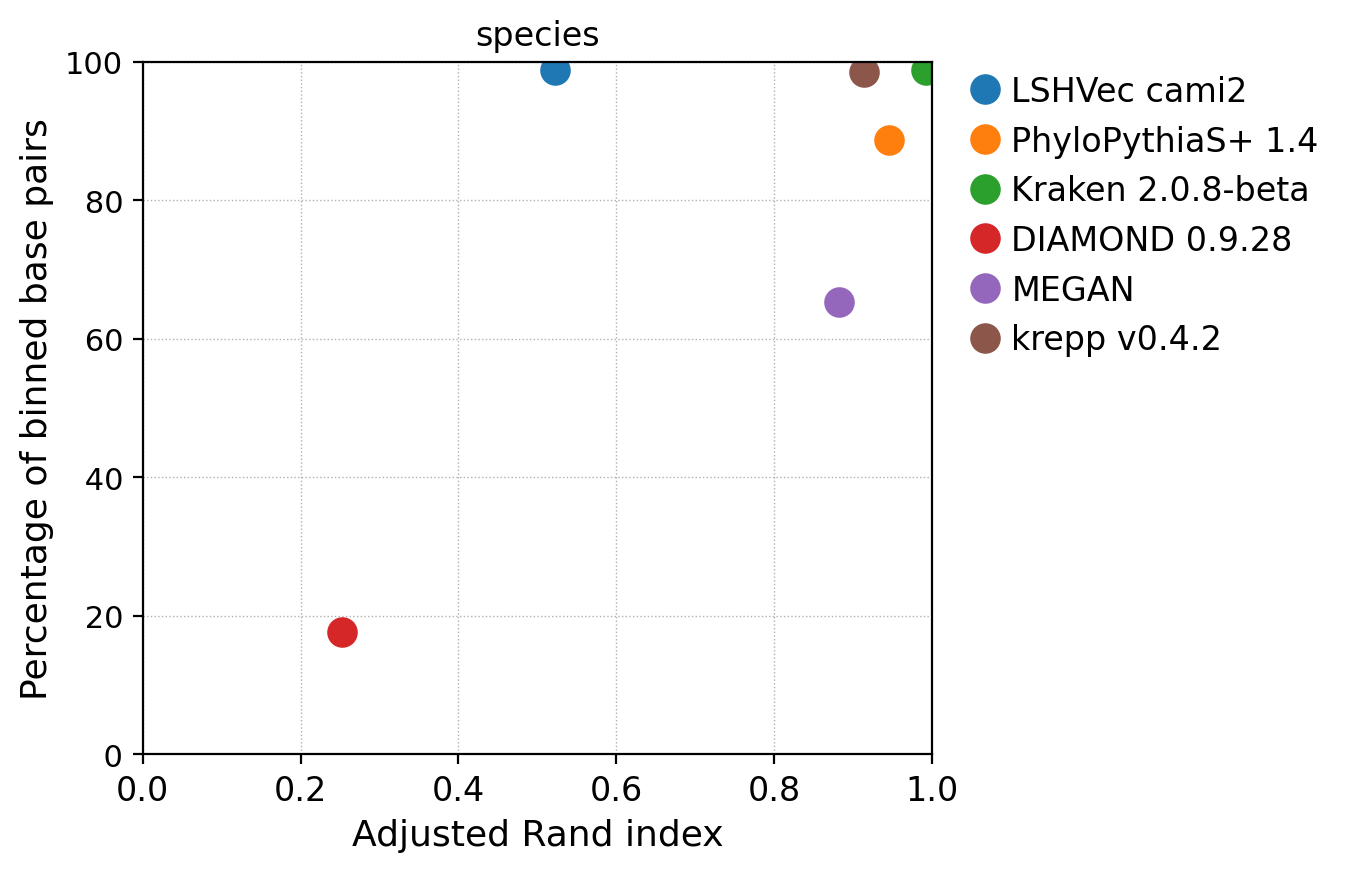 species
Percentage of binned base pairs
100
80
60
40
20
0
0.0 0.2 0.4 0.6 0.8 1.0
Adjusted Rand index
LSHVec cami2
PhyloPythiaS+ 1.4
Kraken 2.0.8-beta
DIAMOND 0.9.28
MEGAN
krepp v0.4.2